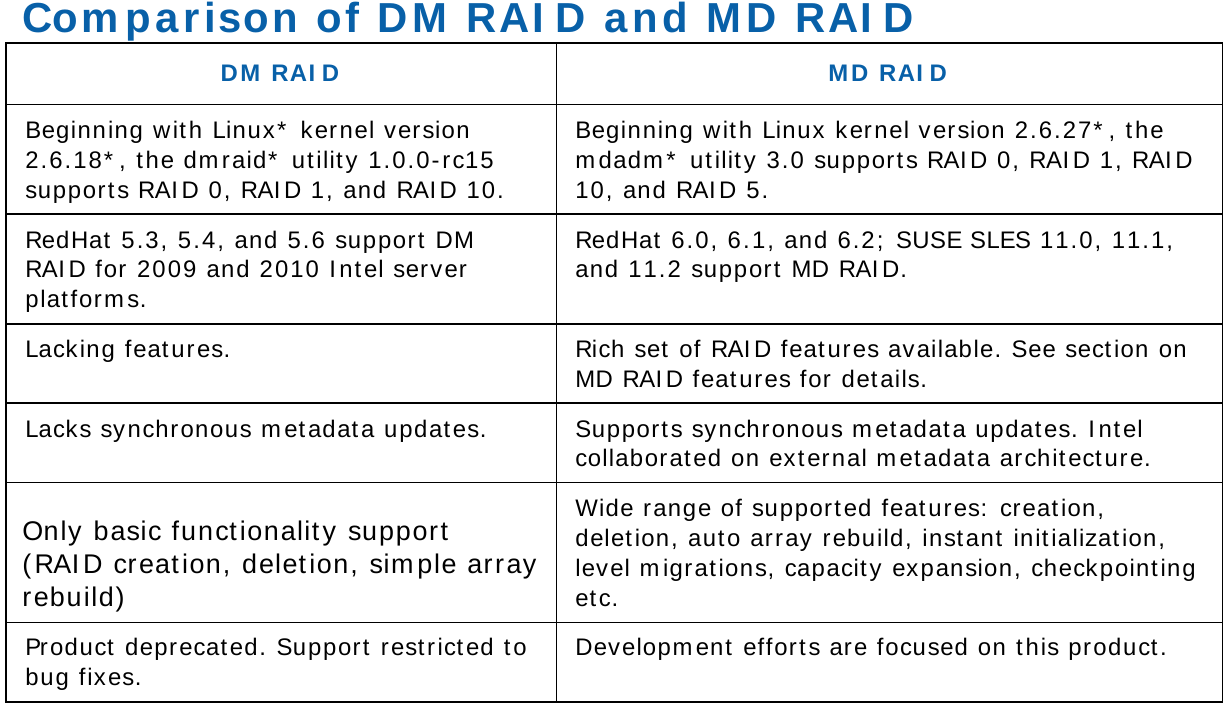 Comparison of DM RAID and MD RAID
DM RAID
MD RAID
Beginning with Linux* kernel version
2.6.18*, the dmraid* utility 1.0.0-rc15
supports RAID 0, RAID 1, and RAID 10.
Beginning with Linux kernel version 2.6.27*, the
mdadm* utility 3.0 supports RAID 0, RAID 1, RAID
10, and RAID 5.
RedHat 5.3, 5.4, and 5.6 support DM
RAID for 2009 and 2010 Intel server
platforms.
RedHat 6.0, 6.1, and 6.2; SUSE SLES 11.0, 11.1,
and 11.2 support MD RAID.
Lacking features.
Rich set of RAID features available. See section on
MD RAID features for details.
Lacks synchronous metadata updates.
Supports synchronous metadata updates. Intel
collaborated on external metadata architecture.
Only basic functionality support
(RAID creation, deletion, simple array
rebuild)
Wide range of supported features: creation,
deletion, auto array rebuild, instant initialization,
level migrations, capacity expansion, checkpointing
etc.
Product deprecated. Support restricted to
bug fixes.
Development efforts are focused on this product.